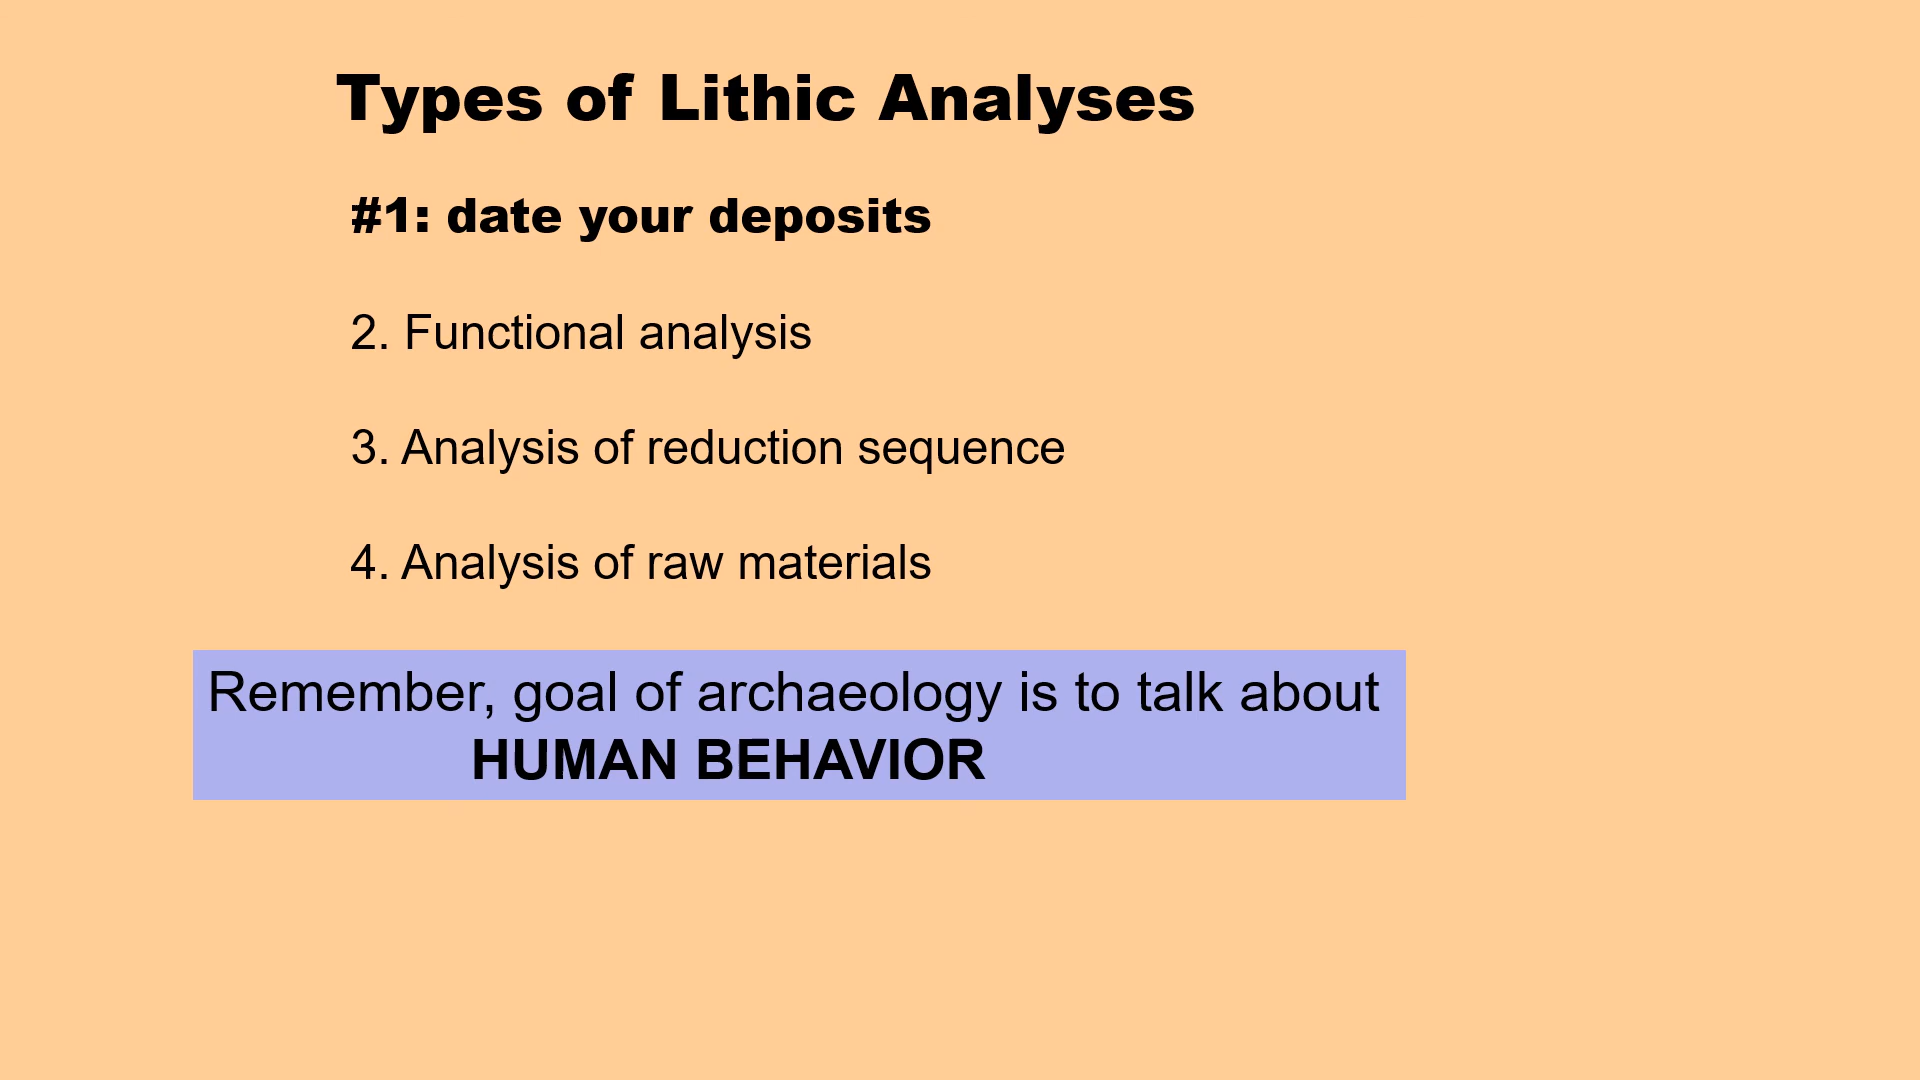 Types of Lithic Analyses
#1: date your deposits
2. Functional analysis
3. Analysis of reduction sequence
4. Analysis of raw materials
Remember, goal of archaeology is to talk about
HUMAN BEHAVIOR